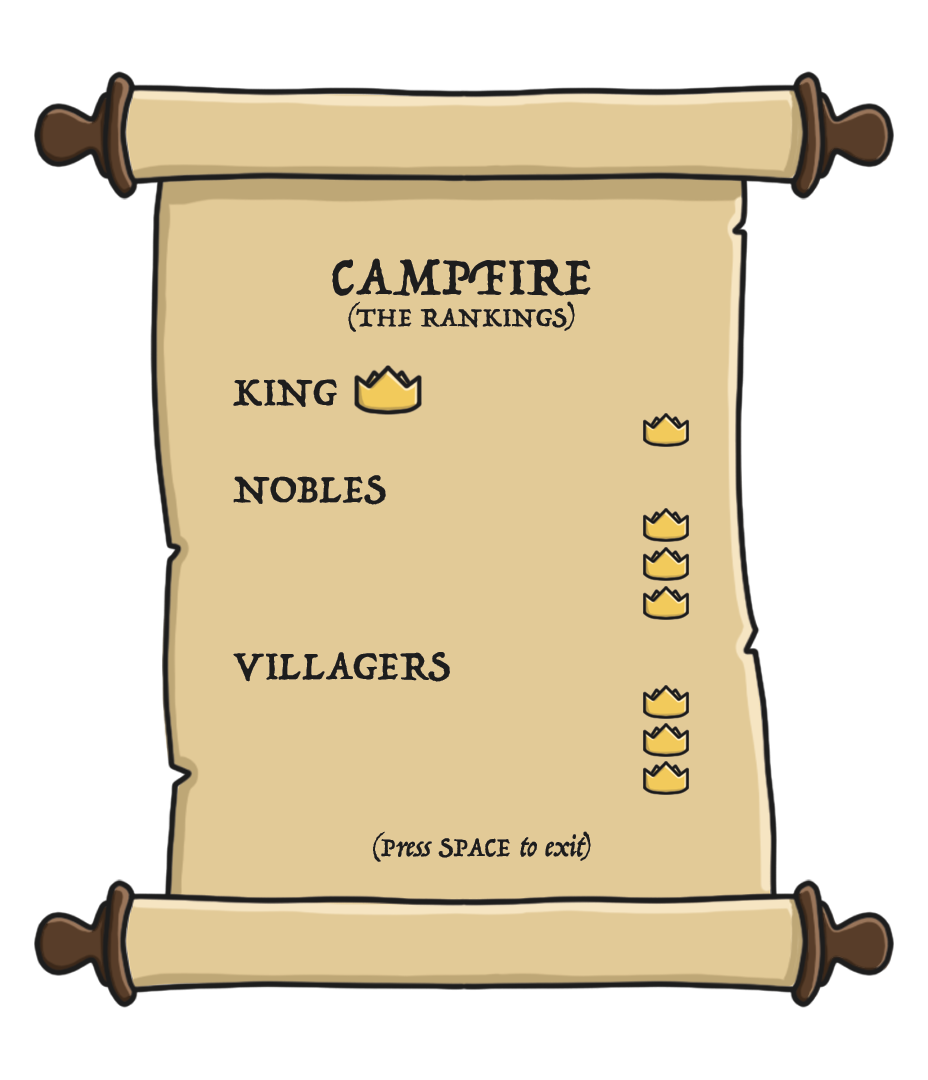 CAMPFIRE
(THE RANKINGS)
KING
NOBLES
VILLAGERS
(Press SPACE to exit)